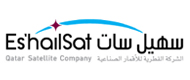 Es'hailSat سهيل سات
Qatar Satellite Company الشركة القطرية للأقمار الصناعية